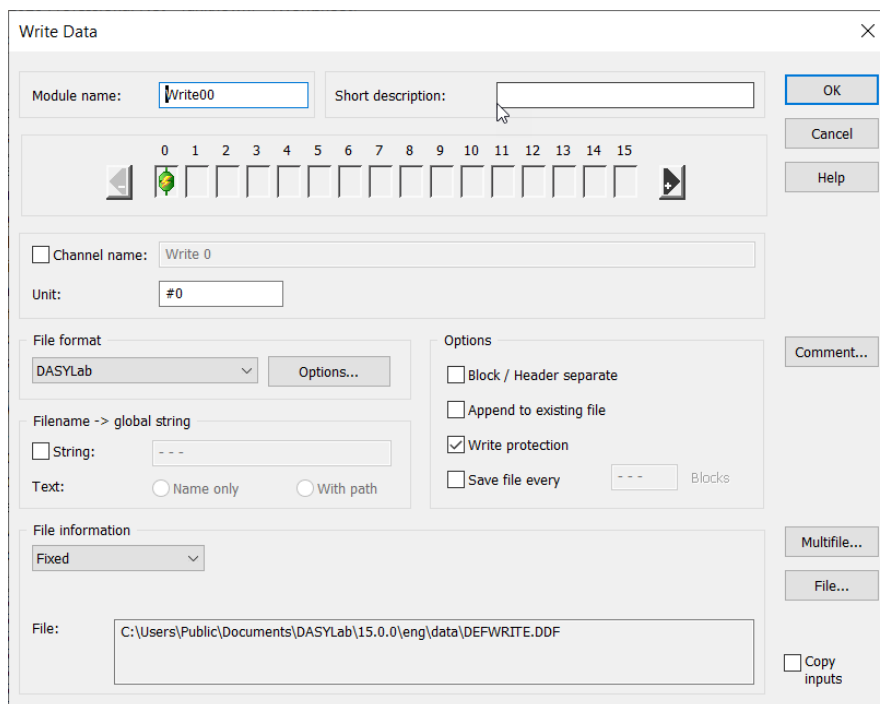 Write Data
Module name: Write00 Short description: OK
Cancel
0 1 2 3 4 5 6 7 8 9 10 11 12 13 14 15
Help
Channel name: Write 0
Unit: #0
File format
DASYLab Options...
Options
Block / Header separate
Append to existing file
Write protection
Save file every - - - Blocks
Comment...
Filename -> global string
String: - - -
Text: Name only With path
File information
Fixed
Multifile...
File...
File: C:\Users\Public\Documents\DASYLab\15.0.0\eng\data\DEFWRITE.DDF
Copy
inputs